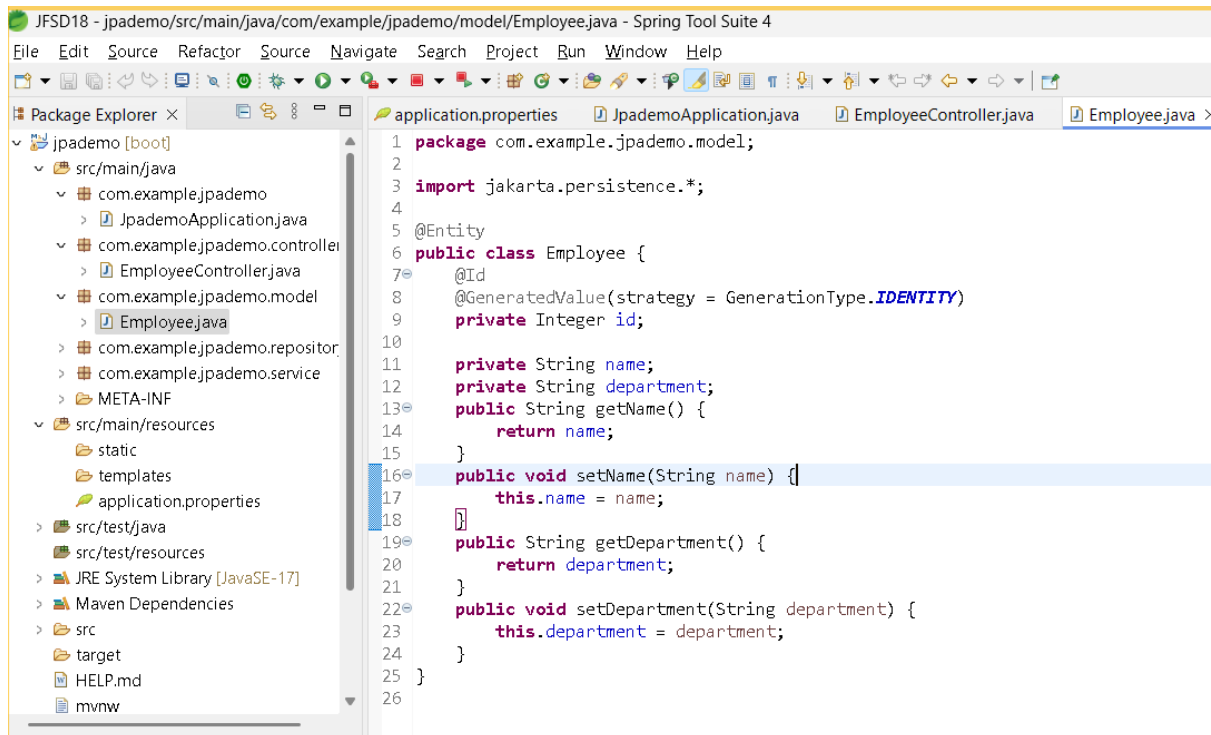 JFSD18 - jpademo/src/main/java/com/example/jpademo/model/Employee.java - Spring Tool Suite 4
File Edit Source Refactor Source Navigate Search Project Run Window Help
Package Explorer
jpademo [boot]
src/main/java
com.example.jpademo
JpademoApplication.java
com.example.jpademo.controller
EmployeeController.java
com.example.jpademo.model
Employee.java
com.example.jpademo.repositor
com.example.jpademo.service
META-INF
src/main/resources
static
templates
application.properties
src/test/java
src/test/resources
JRE System Library [JavaSE-17]
Maven Dependencies
src
target
HELP.md
mvnw
application.properties JpademoApplication.java EmployeeController.java Employee.java
1 package com.example.jpademo.model;
2
3 import jakarta.persistence.*;
4
5 @Entity
6 public class Employee {
7 @Id
8 @GeneratedValue(strategy = GenerationType.IDENTITY)
9 private Integer id;
10
11 private String name;
12 private String department;
13 public String getName() {
14 return name;
15 }
16 public void setName(String name) {
17 this.name = name;
18 }
19 public String getDepartment() {
20 return department;
21 }
22 public void setDepartment(String department) {
23 this.department = department;
24 }
25 }
26